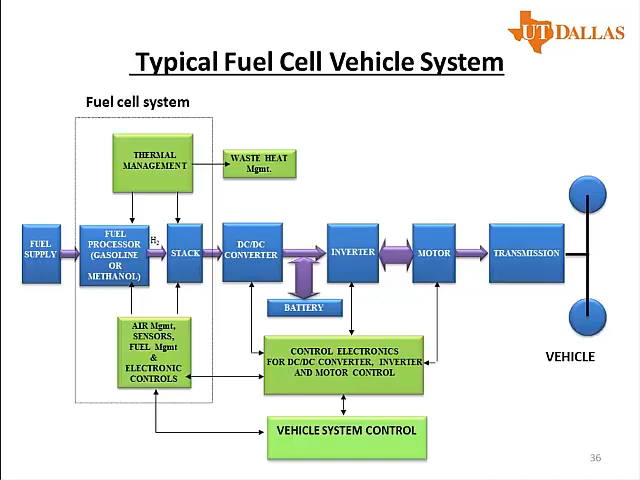 UT DALLAS
Typical Fuel Cell Vehicle System
Fuel cell system
THERMAL
MANAGEMENT
WASTE HEAT
Mgmt.
FUEL
SUPPLY
FUEL
PROCESSOR
(GASOLINE
OR
METHANOL)
H2
STACK
DC/DC
CONVERTER
INVERTER
MOTOR
TRANSMISSION
BATTERY
AIR Mgmt,
SENSORS,
FUEL Mgmt
&
ELECTRONIC
CONTROLS
CONTROL ELECTRONICS
FOR DC/DC CONVERTER, INVERTER
AND MOTOR CONTROL
VEHICLE
VEHICLE SYSTEM CONTROL
36